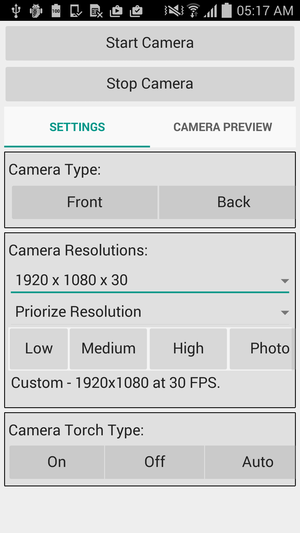 05:17 AM
Start Camera
Stop Camera
SETTINGS CAMERA PREVIEW
Camera Type:
Front Back
Camera Resolutions:
1920 x 1080 x 30
Priorize Resolution
Low Medium High Photo
Custom - 1920x1080 at 30 FPS.
Camera Torch Type:
On Off Auto